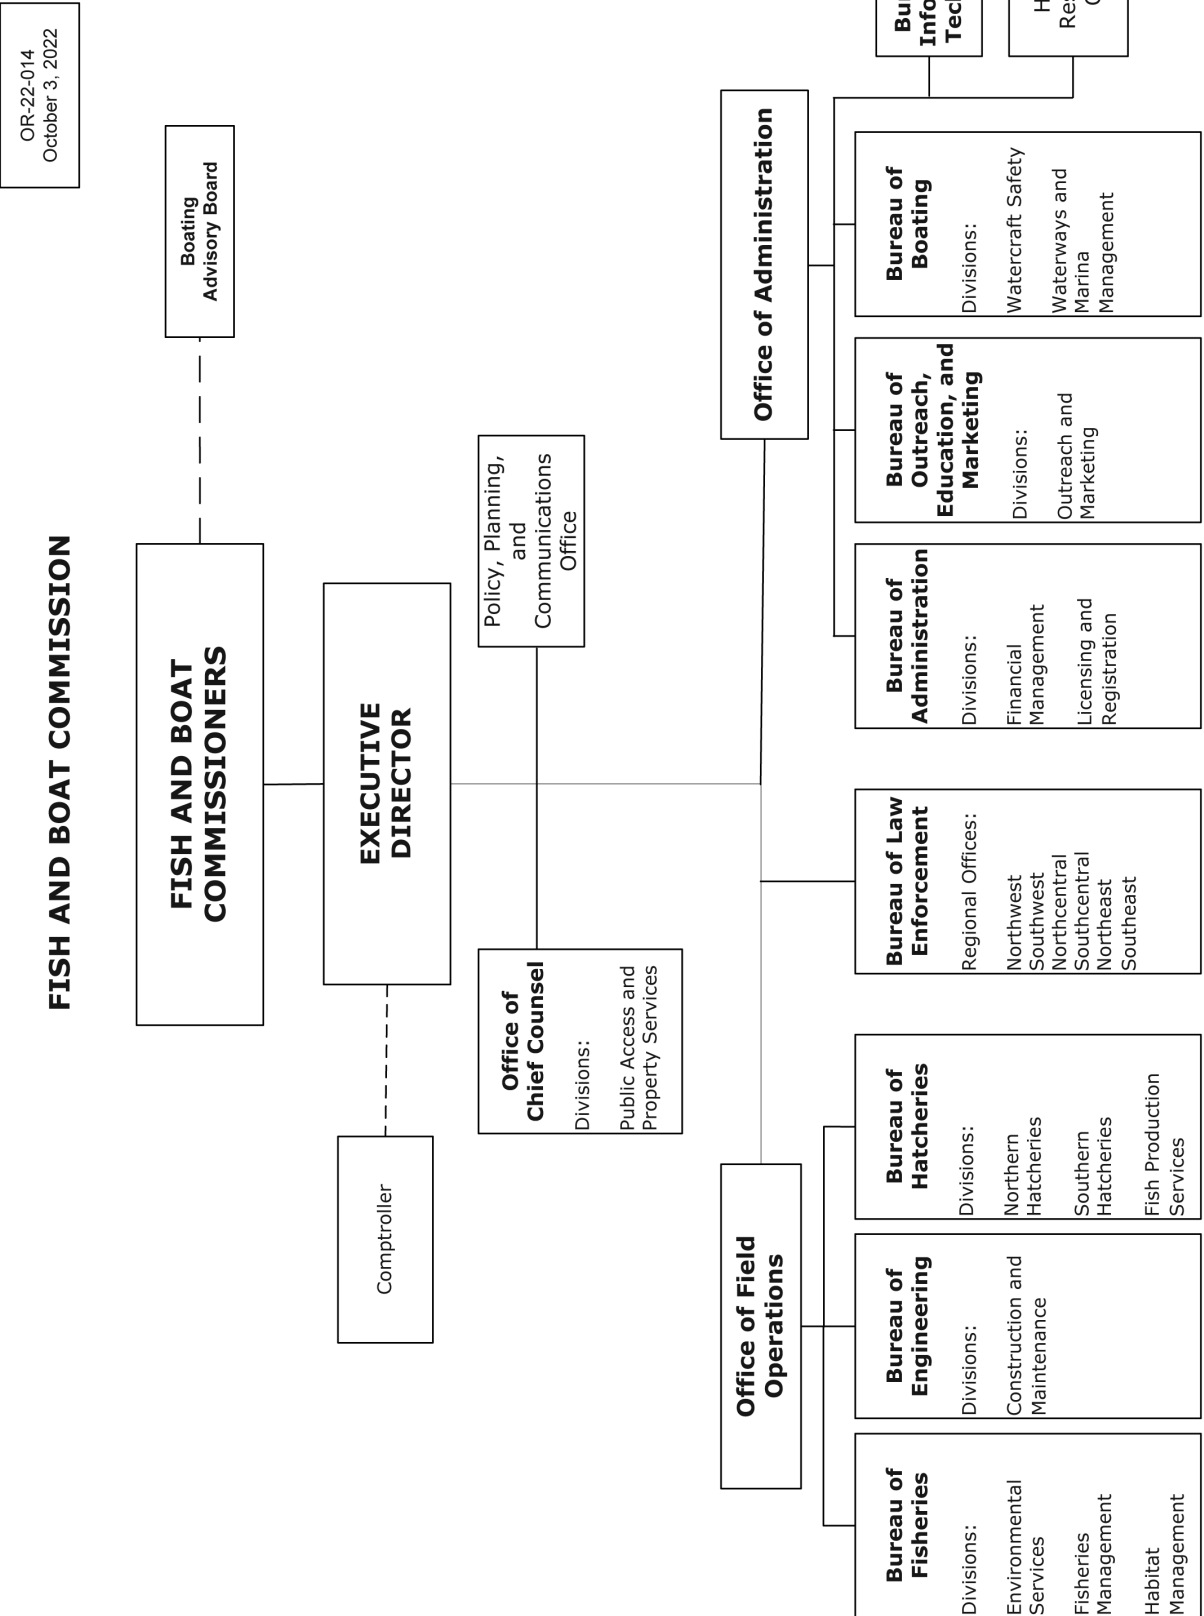 OR-22-014
October 3, 2022
FISH AND BOAT COMMISSION
FISH AND BOAT
COMMISSIONERS
Boating
Advisory Board
EXECUTIVE
DIRECTOR
Comptroller
Office of
Chief Counsel
Divisions:
Public Access and
Property Services
Policy, Planning,
and
Communications
Office
Office of Field
Operations
Office of Administration
Bureau of
Fisheries
Divisions:
Environmental
Services
Fisheries
Management
Habitat
Management
Bureau of
Engineering
Divisions:
Construction and
Maintenance
Bureau of
Hatcheries
Divisions:
Northern
Hatcheries
Southern
Hatcheries
Fish Production
Services
Bureau of Law
Enforcement
Regional Offices:
Northwest
Southwest
Northcentral
Southcentral
Northeast
Southeast
Bureau of
Administration
Divisions:
Financial
Management
Licensing and
Registration
Bureau of
Outreach,
Education, and
Marketing
Divisions:
Outreach and
Marketing
Bureau of
Boating
Divisions:
Watercraft Safety
Waterways and
Marina
Management